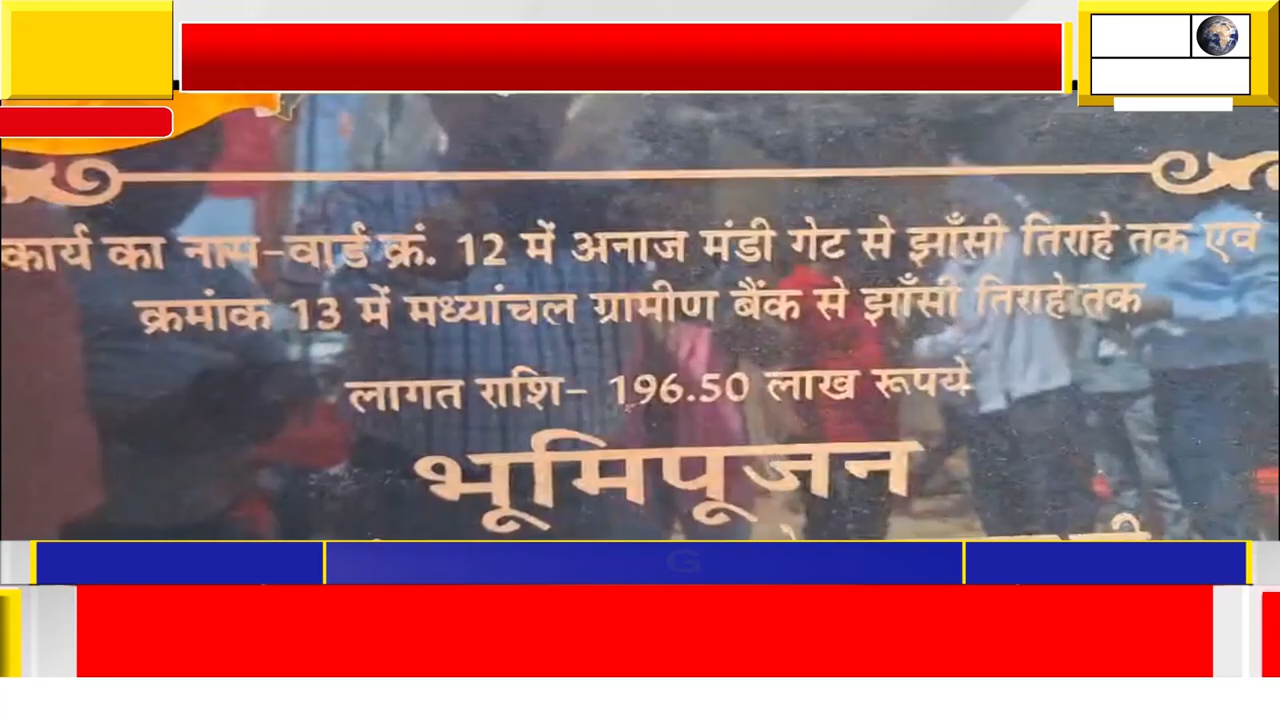 कार्य का नाम-वार्ड क्रं. 12 में अनाज मंडी गेट से झाँसी तिराहे तक एवं
क्रमांक 13 में मध्यांचल ग्रामीण बैंक से झाँसी तिराहे तक
लागत राशि- 196.50 लाख रूपये
भूमिपूजन
G